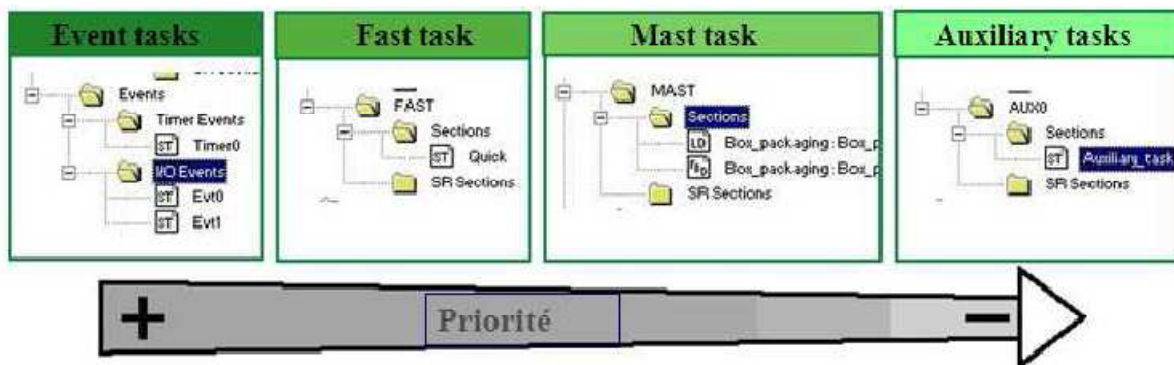 Event tasks
Events
Timer Events
ST Timer0
I/O Events
ST Evt0
ST Evt1
Fast task
FAST
Sections
ST Quick
SR Sections
Mast task
MAST
Sections
LD Box_packaging : Box_p
FBD Box_packaging : Box_p
SR Sections
Auxiliary tasks
AUX0
Sections
ST Auxiliary_task
SR Sections
+ Priorité −